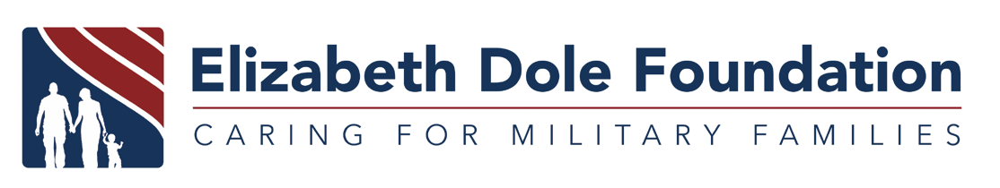 Elizabeth Dole Foundation
CARING FOR MILITARY FAMILIES